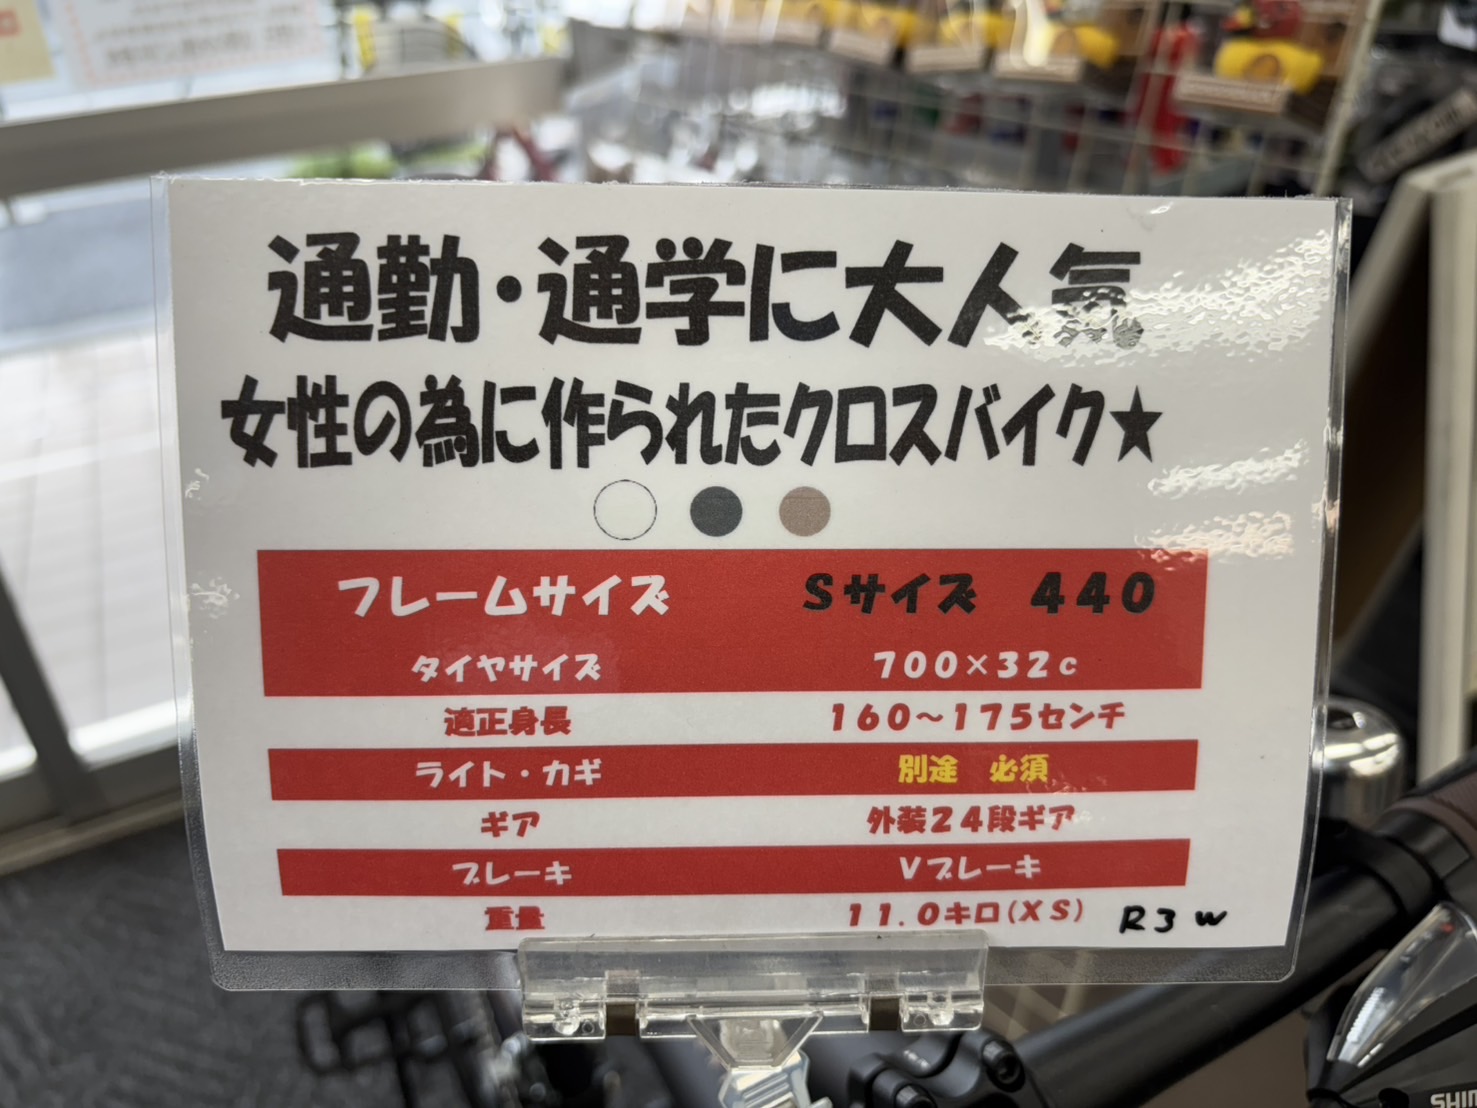 通勤・通学に大人気
女性の為に作られたクロスバイク★
フレームサイズ Sサイズ 440
タイヤサイズ 700×32c
適正身長 160～175センチ
ライト・カギ 別途 必須
ギア 外装24段ギア
ブレーキ Vブレーキ
重量 11.0キロ(XS)
R3W